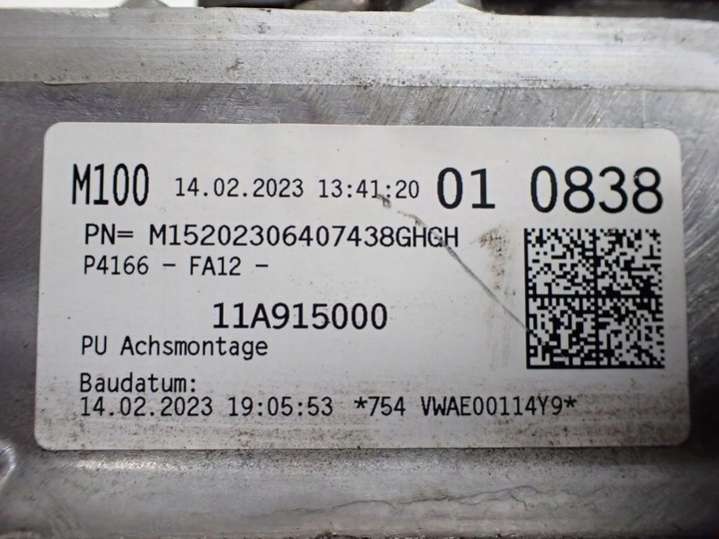 M100 14.02.2023 13:41:20 01 0838
PN= M15202306407438GHGH
P4166 - FA12 -
11A915000
PU Achsmontage
Baudatum:
14.02.2023 19:05:53 *754 VWAE00114Y9*